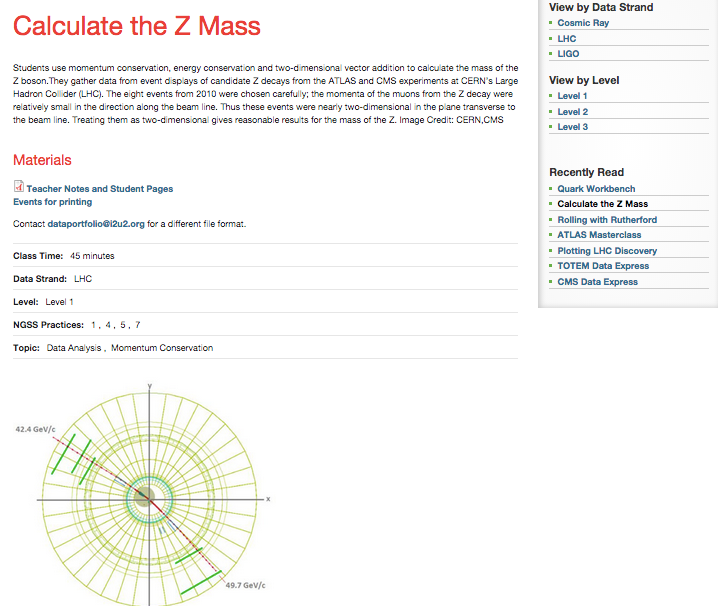 Calculate the Z Mass
Students use momentum conservation, energy conservation and two-dimensional vector addition to calculate the mass of the
Z boson.They gather data from event displays of candidate Z decays from the ATLAS and CMS experiments at CERN's Large
Hadron Collider (LHC). The eight events from 2010 were chosen carefully; the momenta of the muons from the Z decay were
relatively small in the direction along the beam line. Thus these events were nearly two-dimensional in the plane transverse to
the beam line. Treating them as two-dimensional gives reasonable results for the mass of the Z. Image Credit: CERN,CMS
Materials
Teacher Notes and Student Pages
Events for printing
Contact dataportfolio@i2u2.org for a different file format.
Class Time: 45 minutes
Data Strand: LHC
Level: Level 1
NGSS Practices: 1 , 4 , 5 , 7
Topic: Data Analysis , Momentum Conservation
y
42.4 GeV/c
x
49.7 GeV/c
View by Data Strand
Cosmic Ray
LHC
LIGO
View by Level
Level 1
Level 2
Level 3
Recently Read
Quark Workbench
Calculate the Z Mass
Rolling with Rutherford
ATLAS Masterclass
Plotting LHC Discovery
TOTEM Data Express
CMS Data Express